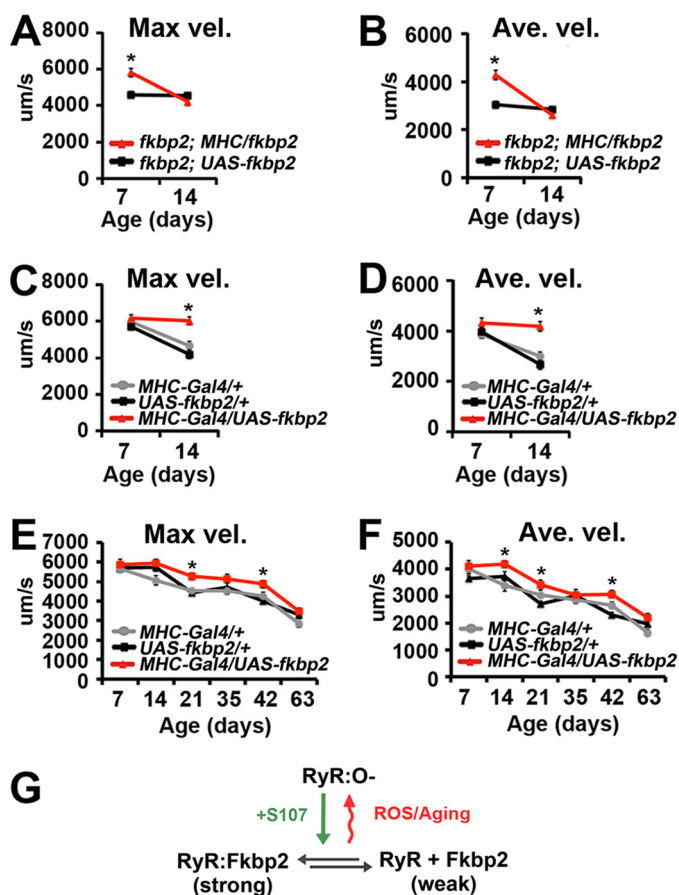 A
Max vel.
8000
6000
4000
2000
0
um/s
*
fkbp2; MHC/fkbp2
fkbp2; UAS-fkbp2
7 14
Age (days)
B
Ave. vel.
6000
4000
2000
0
um/s
*
fkbp2; MHC/fkbp2
fkbp2; UAS-fkbp2
7 14
Age (days)
C
Max vel.
8000
6000
4000
2000
0
um/s
*
MHC-Gal4/+
UAS-fkbp2/+
MHC-Gal4/UAS-fkbp2
7 14
Age (days)
D
Ave. vel.
6000
4000
2000
0
um/s
*
MHC-Gal4/+
UAS-fkbp2/+
MHC-Gal4/UAS-fkbp2
7 14
Age (days)
E
Max vel.
7000
6000
5000
4000
3000
2000
1000
0000
um/s
* *
MHC-Gal4/+
UAS-fkbp2/+
MHC-Gal4/UAS-fkbp2
7 14 21 35 42 63
Age (days)
F
Ave. vel.
5000
4000
3000
2000
1000
0000
um/s
* * *
MHC-Gal4/+
UAS-fkbp2/+
MHC-Gal4/UAS-fkbp2
7 14 21 35 42 63
Age (days)
G
RyR:O-
+S107 ROS/Aging
RyR:Fkbp2 RyR + Fkbp2
(strong) (weak)